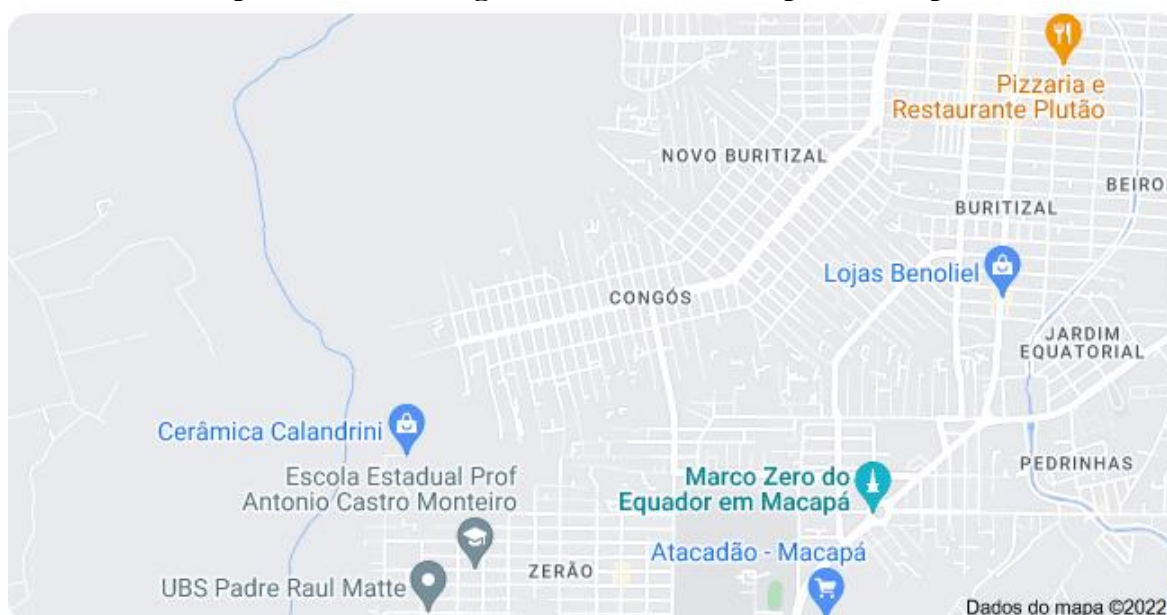 Pizzaria e
Restaurante Plutão
NOVO BURITIZAL
BEIRO
BURITIZAL
Lojas Benoliel
CONGÓS
JARDIM
EQUATORIAL
Cerâmica Calandrini
Escola Estadual Prof
Antonio Castro Monteiro
Marco Zero do
Equador em Macapá
PEDRINHAS
Atacadão - Macapá
ZERÃO
UBS Padre Raul Matte
Dados do mapa ©2022